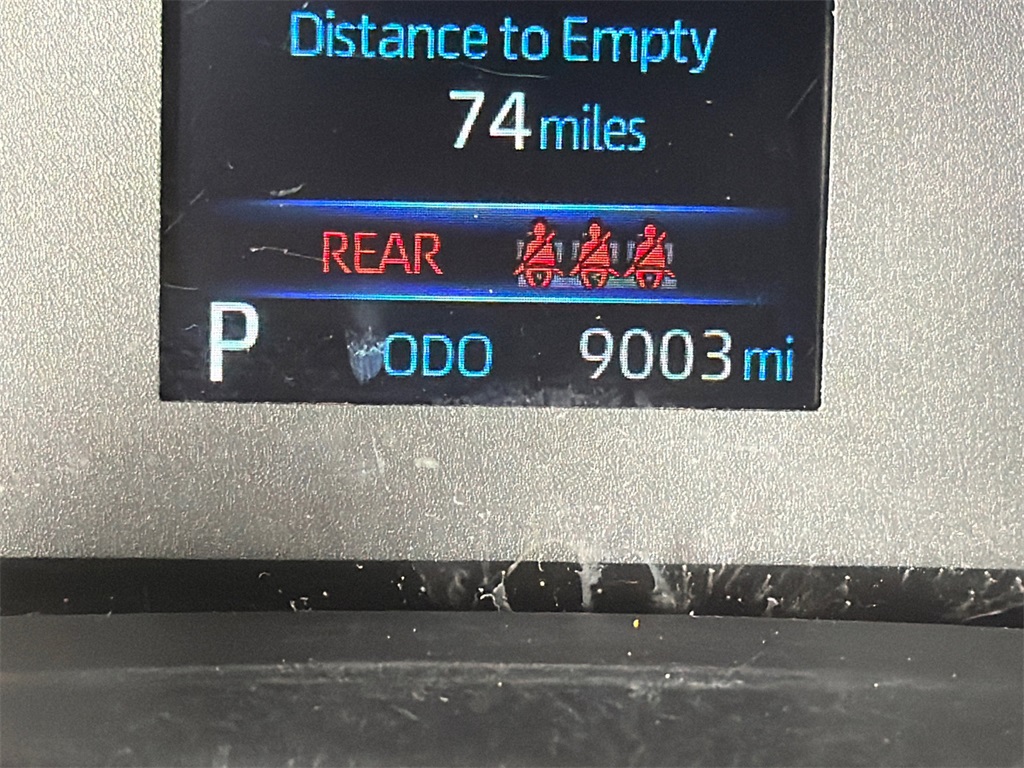 Distance to Empty
74 miles
REAR
P ODO 9003 mi